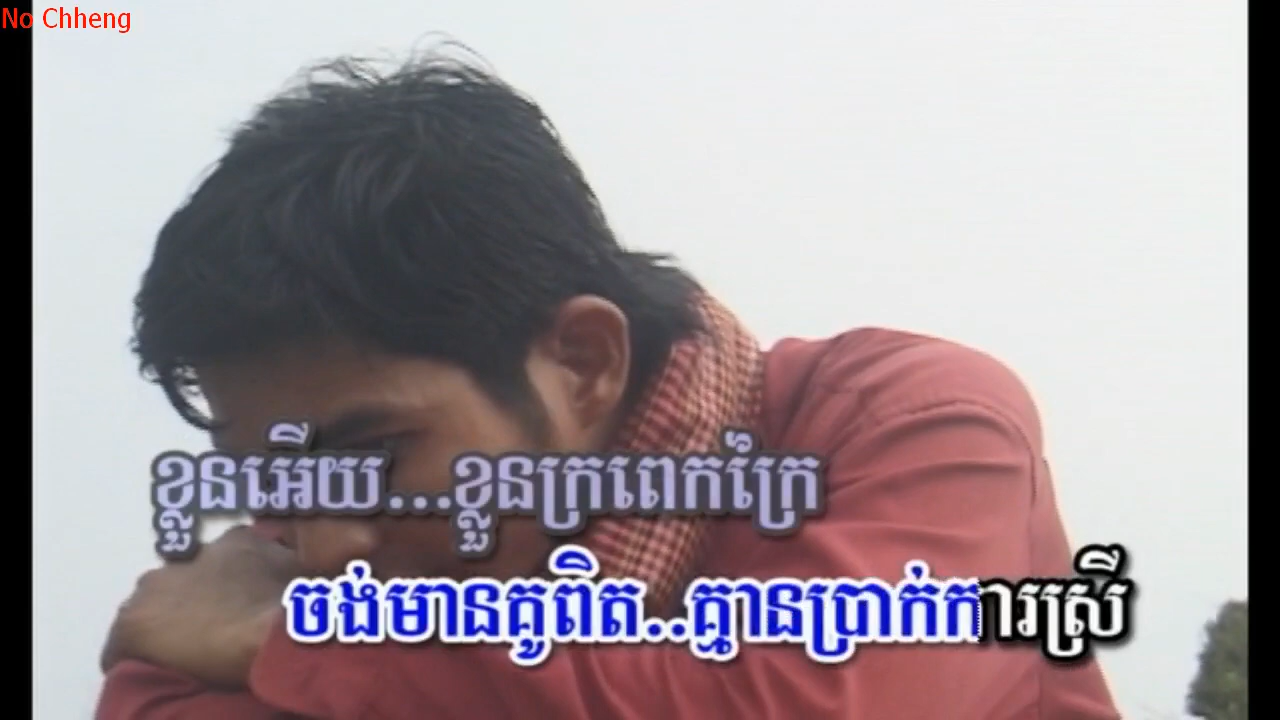 No Chheng
ខ្លួនអើយ...ខ្លួនក្រពេកក្រៃ
ចង់មានគូពិត..គ្មានប្រាក់ការស្រី